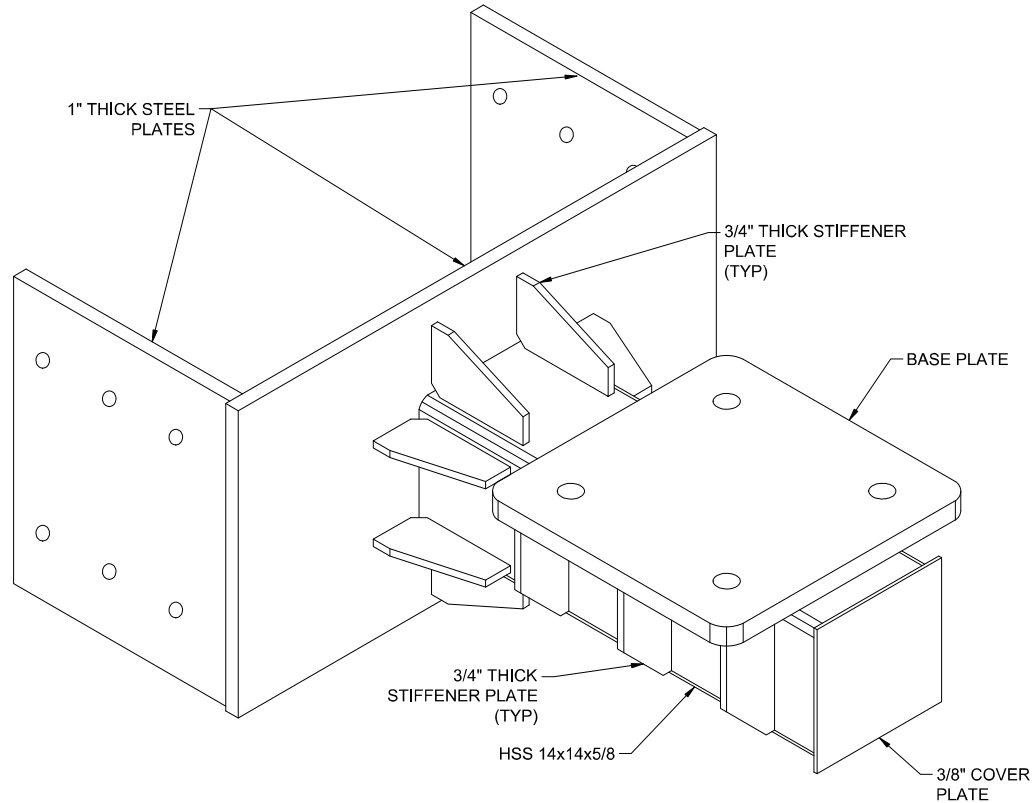 1" THICK STEEL
PLATES
3/4" THICK STIFFENER
PLATE
(TYP)
BASE PLATE
3/4" THICK
STIFFENER PLATE
(TYP)
HSS 14x14x5/8
3/8" COVER
PLATE